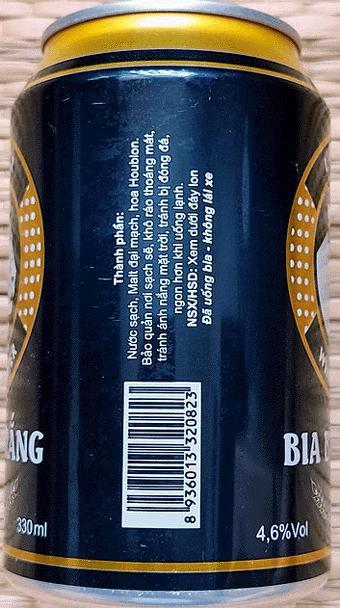 Thành phần:
Nước sạch, Malt đại mạch, hoa Houblon.
Bảo quản nơi sạch sẽ, khô ráo thoáng mát,
tránh ánh nắng mặt trời, tránh bị đông đá,
ngon hơn khi uống lạnh.
NSX/HSD: Xem dưới đáy lon
Đã uống bia - không lái xe
8 936013 320823
ẴNG
330ml
BIA
4,6%Vol